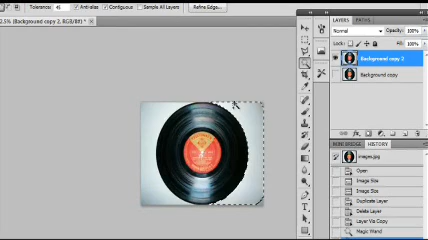 Tolerance: 45
Anti-alias
Contiguous
Sample All Layers
Refine Edge...
2.5% (Background copy 2, RGB/8#) *
LAYERS
PATHS
Normal
Opacity: 100%
Lock:
Fill: 100%
Background copy 2
Background copy
MINI BRIDGE
HISTORY
images.jpg
Open
Image Size
Image Size
Duplicate Layer
Delete Layer
Layer Via Copy
Magic Wand